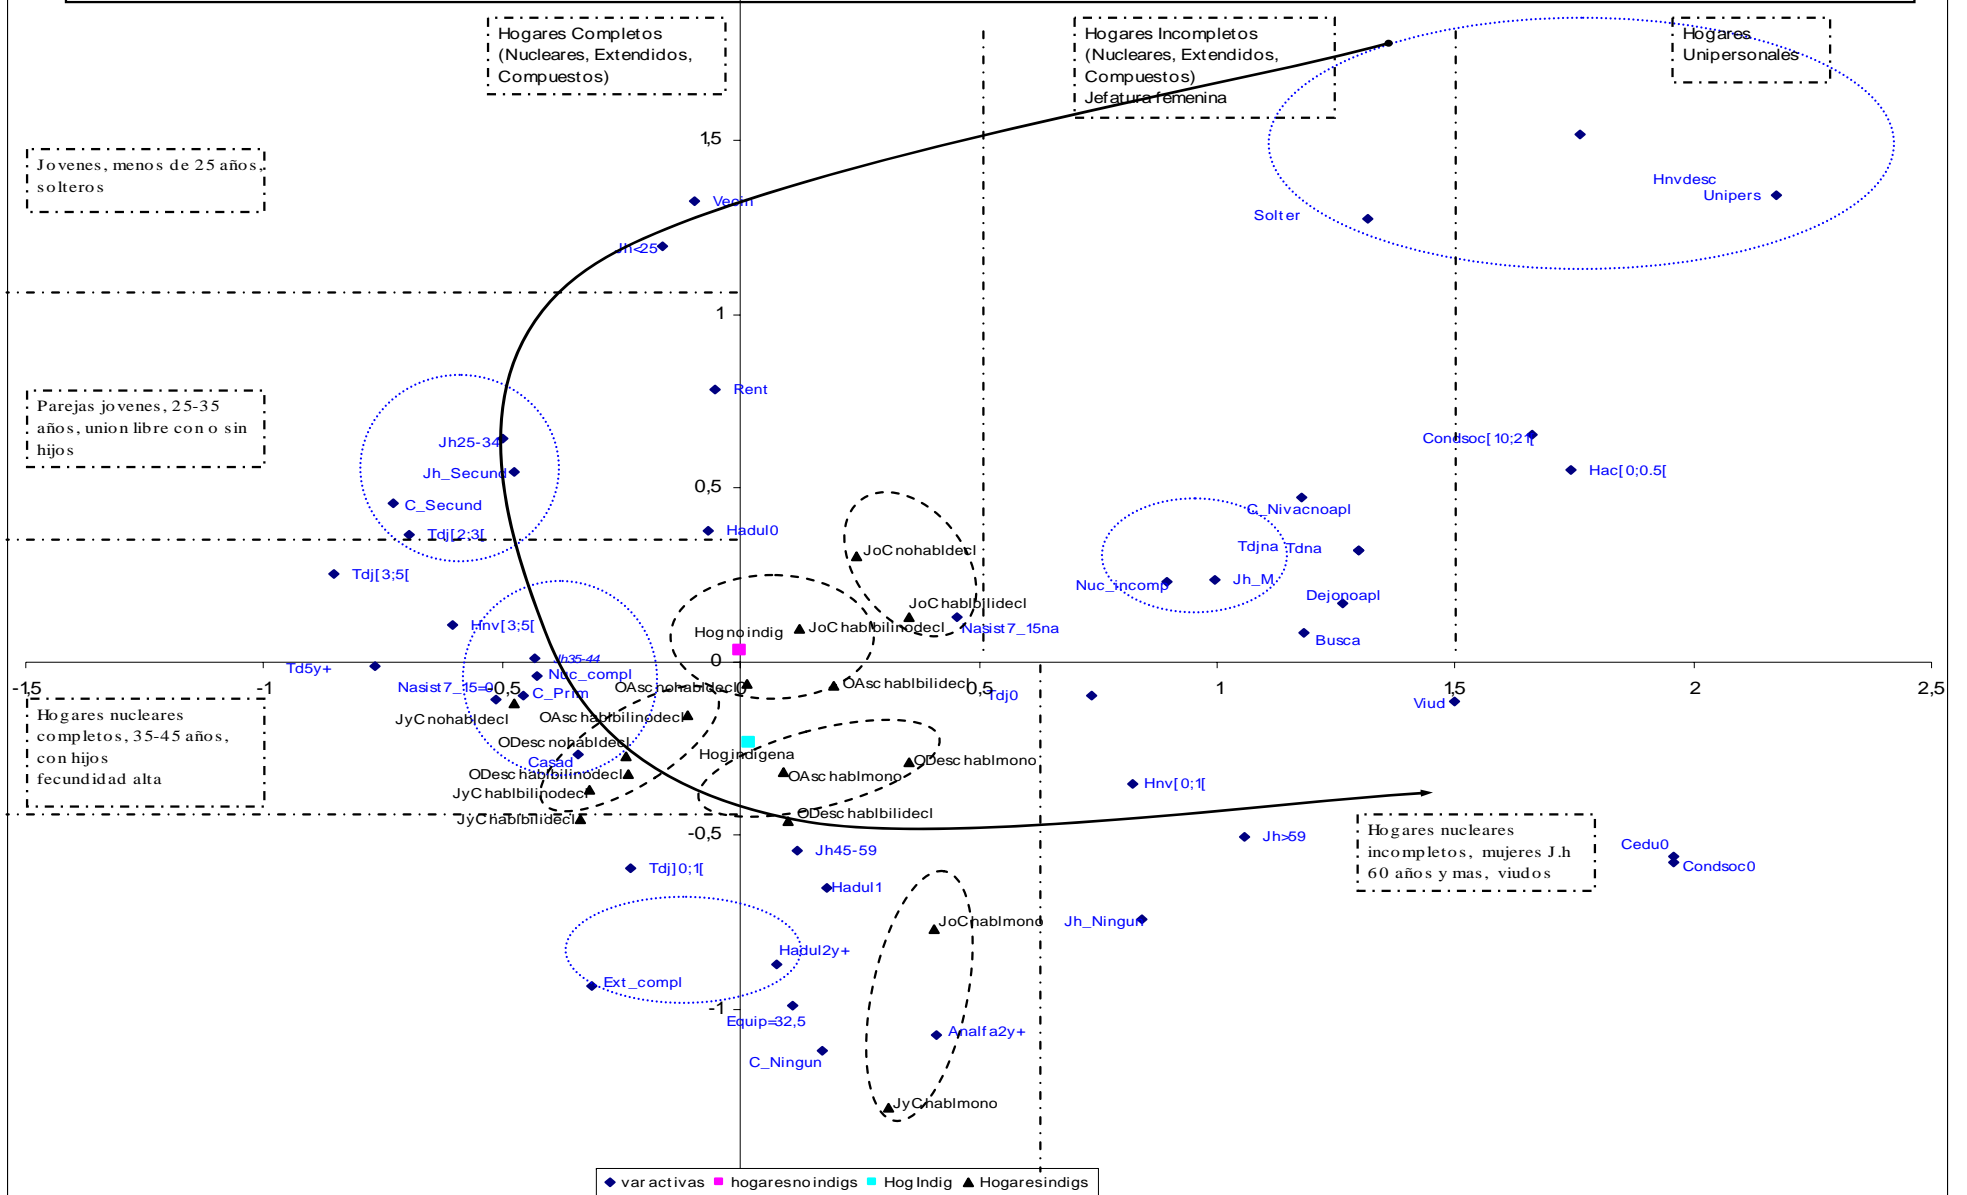 Hogares Completos
(Nucleares, Extendidos,
Compuestos)
Hogares Incompletos
(Nucleares, Extendidos,
Compuestos)
Jefatura femenina
Hogares
Unipersonales
Jovenes, menos de 25 años,
solteros
Parejas jovenes, 25-35
años, union libre con o sin
hijos
Hogares nucleares
completos, 35-45 años,
con hijos
fecundidad alta
Hogares nucleares
incompletos, mujeres J.h
60 años y mas, viudos
1,5
1
0,5
0
-0,5
-1
-1,5
-1
-0,5
0
0,5
1
1,5
2
2,5
Hnvdesc
Unipers
Solter
Vecin
Jh<25
Rent
Jh25-34
Jh_Secund
C_Secund
Tdj[2;3[
Hadul0
Tdj[3;5[
Condsoc[10;21[
Hac[0;0.5[
C_Nivacnoapl
Tdjna
Tdna
Nuc_incomp
Jh_M
Dejonoapl
Busca
JoCnohabldecl
JoChablbilidecl
JoChablbilinodecl
Nasist7_15na
Hognoindig
Hnv[3;5[
Jh35-44
Td5y+
Nuc_compl
Nasist7_15=0
C_Prim
OAscnohabldecl
OAschablbilidecl
Tdj0
Viud
JyCnohabldecl
OAschablbilinodecl
ODescnohabldecl
Casad
Hogindigena
ODeschablmono
OAschablmono
ODeschablbilinodecl
Hnv[0;1[
JyChablbilinodecl
JyChablbilidecl
ODeschablbilidecl
Jh>59
Cedu0
Condsoc0
Jh45-59
Tdj]0;1[
Hadul1
JoChablmono
Jh_Ningun
Hadul2y+
Ext_compl
Equip=32,5
Analfa2y+
C_Ningun
JyChablmono
var activas
hogaresnoindigs
HogIndig
Hogaresindigs